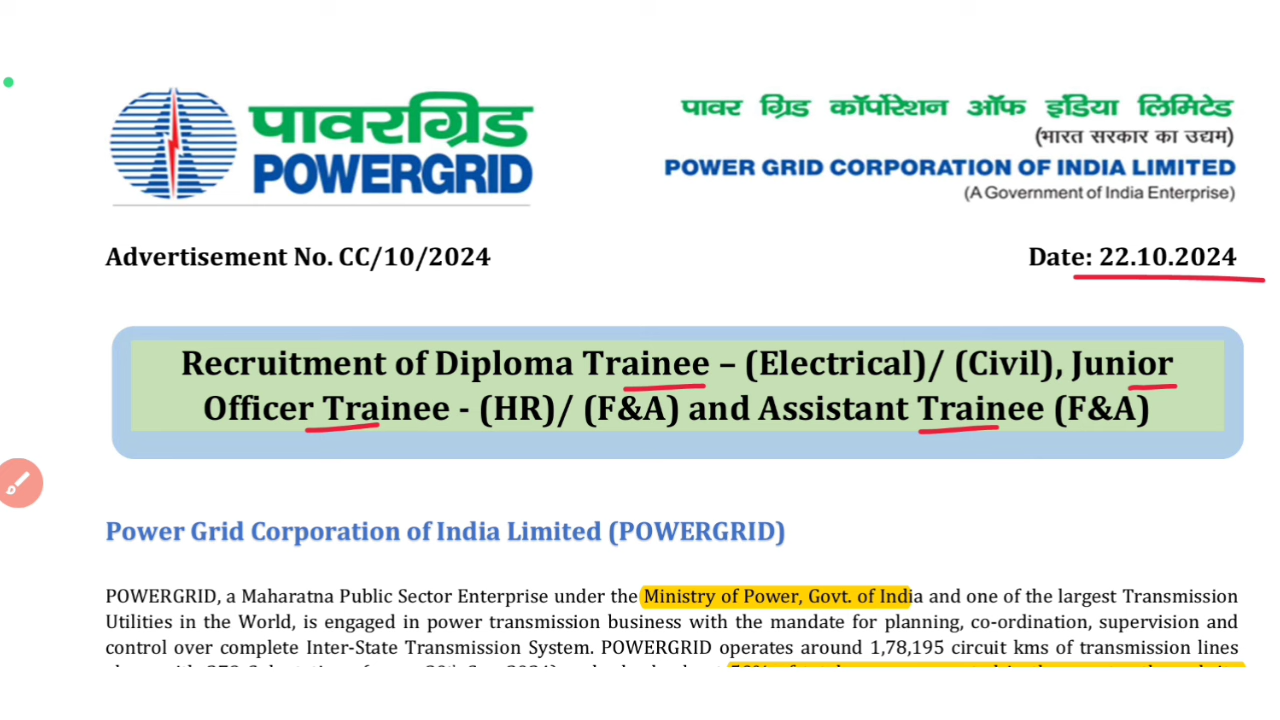 पावरग्रिड
POWERGRID
पावर ग्रिड कॉर्पोरेशन ऑफ इंडिया लिमिटेड
(भारत सरकार का उद्यम)
POWER GRID CORPORATION OF INDIA LIMITED
(A Government of India Enterprise)
Advertisement No. CC/10/2024
Date: 22.10.2024
Recruitment of Diploma Trainee – (Electrical)/ (Civil), Junior
Officer Trainee - (HR)/ (F&A) and Assistant Trainee (F&A)
Power Grid Corporation of India Limited (POWERGRID)
POWERGRID, a Maharatna Public Sector Enterprise under the Ministry of Power, Govt. of India and one of the largest Transmission
Utilities in the World, is engaged in power transmission business with the mandate for planning, co-ordination, supervision and
control over complete Inter-State Transmission System. POWERGRID operates around 1,78,195 circuit kms of transmission lines